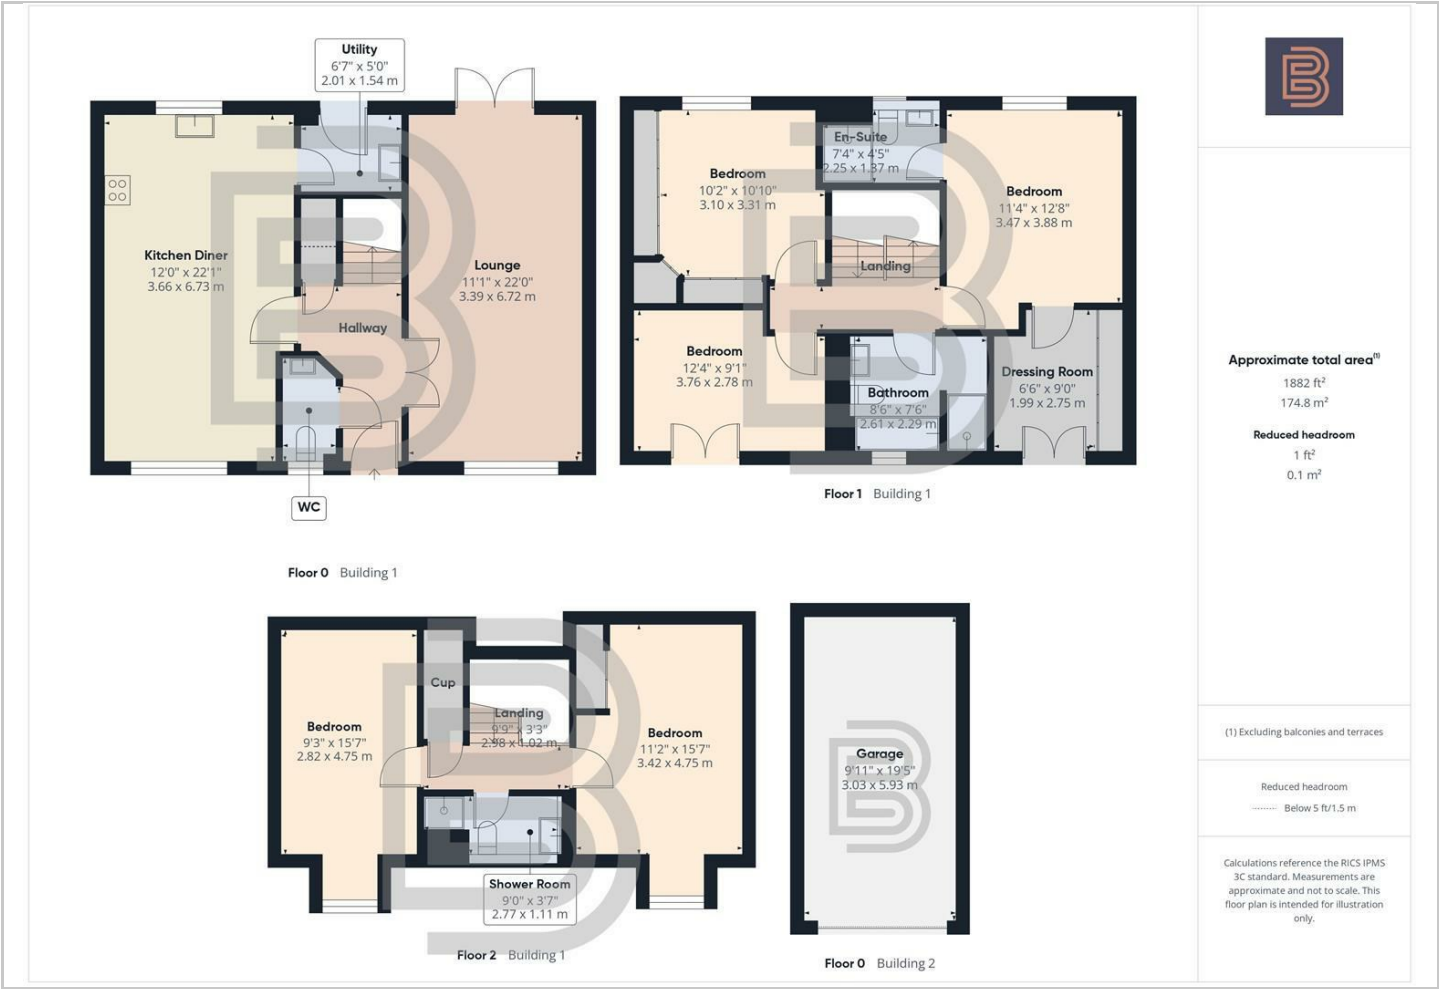 Utility
6'7" x 5'0"
2.01 x 1.54 m
Kitchen Diner
12'0" x 22'1"
3.66 x 6.73 m
Lounge
11'1" x 22'0"
3.39 x 6.72 m
Hallway
WC
Floor 0 Building 1
Bedroom
10'2" x 10'10"
3.10 x 3.31 m
En-Suite
7'4" x 4'5"
2.25 x 1.37 m
Bedroom
11'4" x 12'8"
3.47 x 3.88 m
Landing
Bedroom
12'4" x 9'1"
3.76 x 2.78 m
Bathroom
8'6" x 7'6"
2.61 x 2.29 m
Dressing Room
6'6" x 9'0"
1.99 x 2.75 m
Floor 1 Building 1
Bedroom
9'3" x 15'7"
2.82 x 4.75 m
Cup
Landing
9'9" x 3'3"
2.98 x 1.02 m
Bedroom
11'2" x 15'7"
3.42 x 4.75 m
Shower Room
9'0" x 3'7"
2.77 x 1.11 m
Floor 2 Building 1
Garage
9'11" x 19'5"
3.03 x 5.93 m
Floor 0 Building 2
B
Approximate total area(1)
1882 ft²
174.8 m²
Reduced headroom
1 ft²
0.1 m²
(1) Excluding balconies and terraces
Reduced headroom
Below 5 ft/1.5 m
Calculations reference the RICS IPMS
3C standard. Measurements are
approximate and not to scale. This
floor plan is intended for illustration
only.